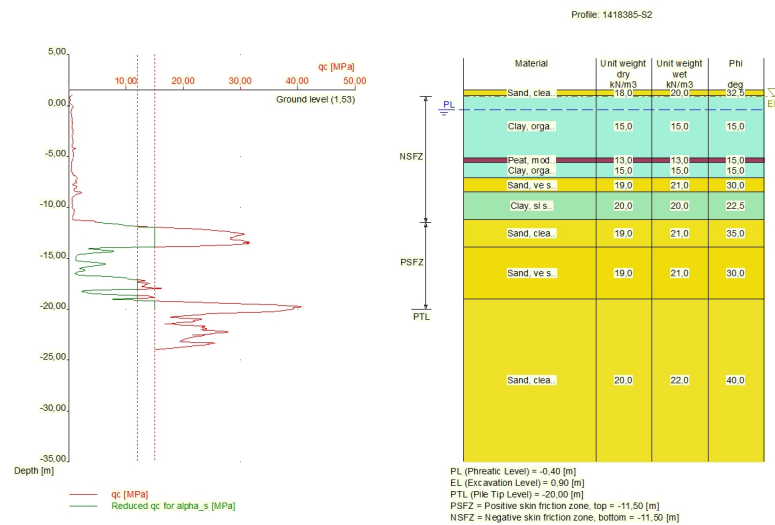 Profile: 1418385-S2
5,00
0,00
-5,00
-10,00
-15,00
-20,00
-25,00
-30,00
-35,00
Depth [m]
qc [MPa]
10,00 20,00 30,00 40,00 50,00
Ground level (1,53)
qc [MPa]
Reduced qc for alpha_s [MPa]
PL
NSFZ
PSFZ
PTL
Material Unit weight dry kN/m3 Unit weight wet kN/m3 Phi deg
Sand, clea.. 18,0 20,0 32,5
Clay, orga.. 15,0 15,0 15,0
Peat, mod.. 13,0 13,0 15,0
Clay, orga.. 15,0 15,0 15,0
Sand, ve s.. 19,0 21,0 30,0
Clay, sl s.. 20,0 20,0 22,5
Sand, clea.. 19,0 21,0 35,0
Sand, ve s.. 19,0 21,0 30,0
Sand, clea.. 20,0 22,0 40,0
PL (Phreatic Level) = -0,40 [m]
EL (Excavation Level) = 0,90 [m]
PTL (Pile Tip Level) = -20,00 [m]
PSFZ = Positive skin friction zone, top = -11,50 [m]
NSFZ = Negative skin friction zone, bottom = -11,50 [m]